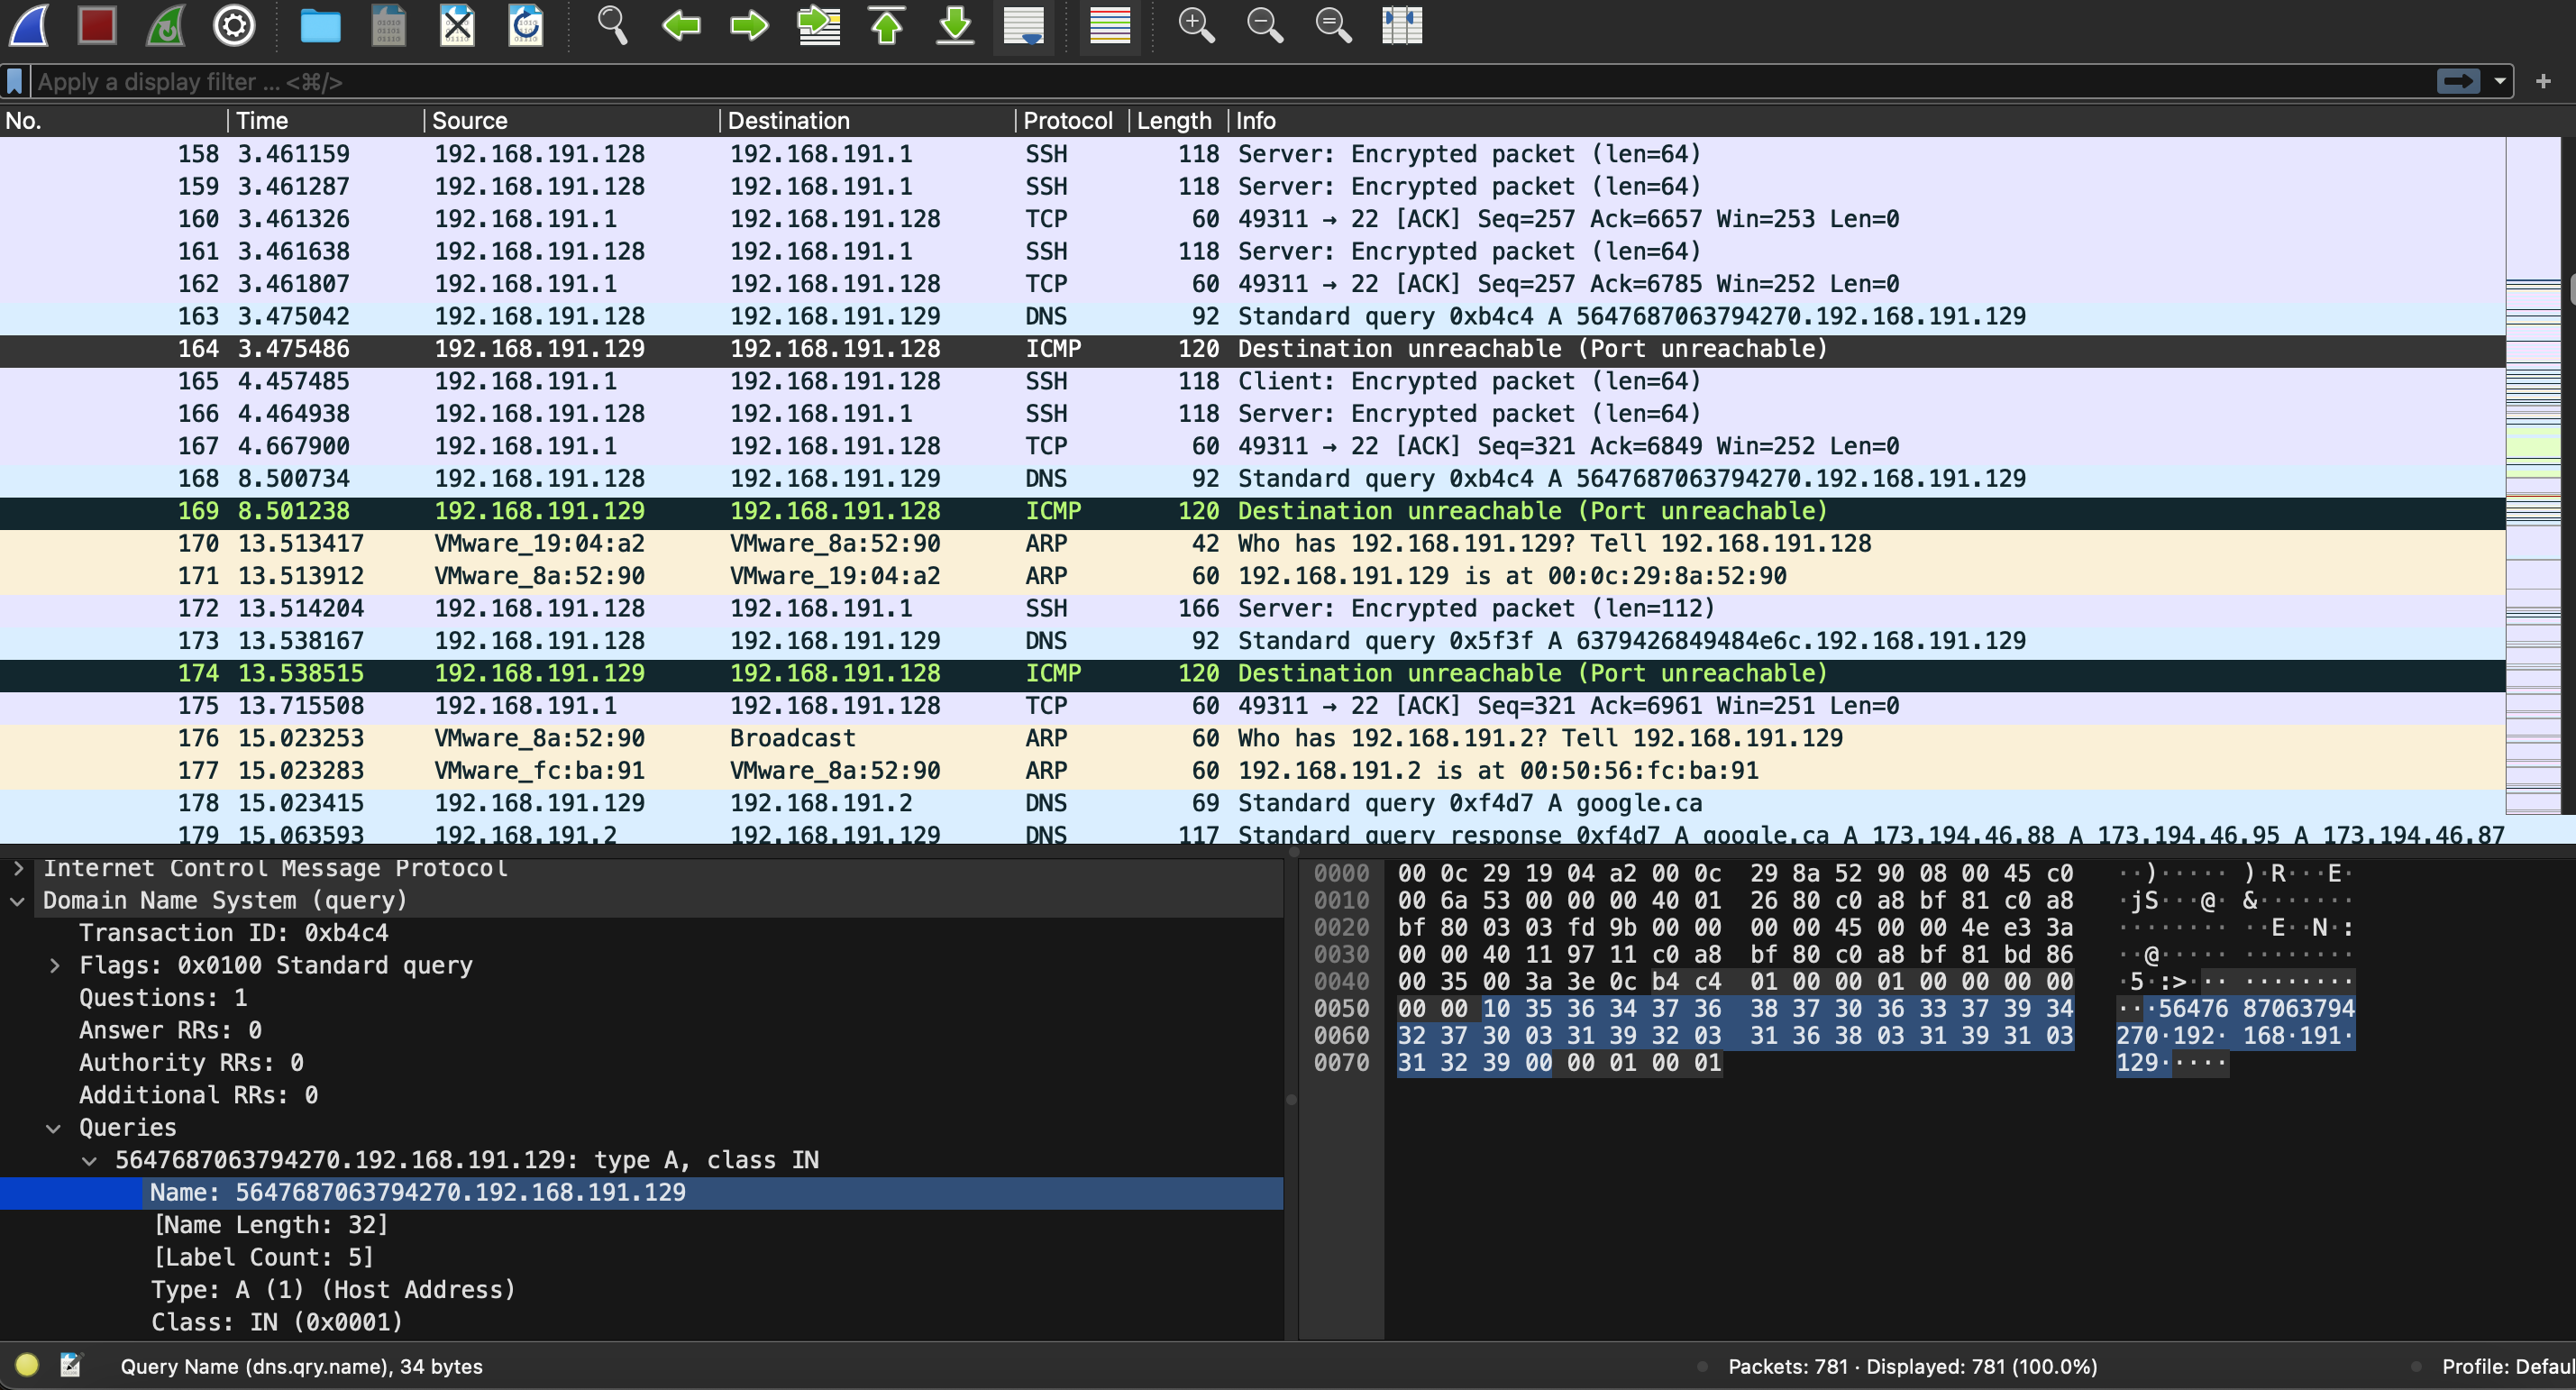 Apply a display filter ... <⌘/>
No. Time Source Destination Protocol Length Info
158 3.461159 192.168.191.128 192.168.191.1 SSH 118 Server: Encrypted packet (len=64)
159 3.461287 192.168.191.128 192.168.191.1 SSH 118 Server: Encrypted packet (len=64)
160 3.461326 192.168.191.1 192.168.191.128 TCP 60 49311 → 22 [ACK] Seq=257 Ack=6657 Win=253 Len=0
161 3.461638 192.168.191.128 192.168.191.1 SSH 118 Server: Encrypted packet (len=64)
162 3.461807 192.168.191.1 192.168.191.128 TCP 60 49311 → 22 [ACK] Seq=257 Ack=6785 Win=252 Len=0
163 3.475042 192.168.191.128 192.168.191.129 DNS 92 Standard query 0xb4c4 A 5647687063794270.192.168.191.129
164 3.475486 192.168.191.129 192.168.191.128 ICMP 120 Destination unreachable (Port unreachable)
165 4.457485 192.168.191.1 192.168.191.128 SSH 118 Client: Encrypted packet (len=64)
166 4.464938 192.168.191.128 192.168.191.1 SSH 118 Server: Encrypted packet (len=64)
167 4.667900 192.168.191.1 192.168.191.128 TCP 60 49311 → 22 [ACK] Seq=321 Ack=6849 Win=252 Len=0
168 8.500734 192.168.191.128 192.168.191.129 DNS 92 Standard query 0xb4c4 A 5647687063794270.192.168.191.129
169 8.501238 192.168.191.129 192.168.191.128 ICMP 120 Destination unreachable (Port unreachable)
170 13.513417 VMware_19:04:a2 VMware_8a:52:90 ARP 42 Who has 192.168.191.129? Tell 192.168.191.128
171 13.513912 VMware_8a:52:90 VMware_19:04:a2 ARP 60 192.168.191.129 is at 00:0c:29:8a:52:90
172 13.514204 192.168.191.128 192.168.191.1 SSH 166 Server: Encrypted packet (len=112)
173 13.538167 192.168.191.128 192.168.191.129 DNS 92 Standard query 0x5f3f A 6379426849484e6c.192.168.191.129
174 13.538515 192.168.191.129 192.168.191.128 ICMP 120 Destination unreachable (Port unreachable)
175 13.715508 192.168.191.1 192.168.191.128 TCP 60 49311 → 22 [ACK] Seq=321 Ack=6961 Win=251 Len=0
176 15.023253 VMware_8a:52:90 Broadcast ARP 60 Who has 192.168.191.2? Tell 192.168.191.129
177 15.023283 VMware_fc:ba:91 VMware_8a:52:90 ARP 60 192.168.191.2 is at 00:50:56:fc:ba:91
178 15.023415 192.168.191.129 192.168.191.2 DNS 69 Standard query 0xf4d7 A google.ca
179 15.063593 192.168.191.2 192.168.191.129 DNS 117 Standard query response 0xf4d7 A google.ca A 173.194.46.88 A 173.194.46.95 A 173.194.46.87
Internet Control Message Protocol
Domain Name System (query)
Transaction ID: 0xb4c4
Flags: 0x0100 Standard query
Questions: 1
Answer RRs: 0
Authority RRs: 0
Additional RRs: 0
Queries
5647687063794270.192.168.191.129: type A, class IN
Name: 5647687063794270.192.168.191.129
[Name Length: 32]
[Label Count: 5]
Type: A (1) (Host Address)
Class: IN (0x0001)
0000 00 0c 29 19 04 a2 00 0c 29 8a 52 90 08 00 45 c0 ··)····· )·R···E·
0010 00 6a 53 00 00 00 40 01 26 80 c0 a8 bf 81 c0 a8 ·jS···@· &·······
0020 bf 80 03 03 fd 9b 00 00 00 00 45 00 00 4e e3 3a ········ ··E··N·:
0030 00 00 40 11 97 11 c0 a8 bf 80 c0 a8 bf 81 bd 86 ··@····· ········
0040 00 35 00 3a 3e 0c b4 c4 01 00 00 01 00 00 00 00 ·5·:>··· ········
0050 00 00 10 35 36 34 37 36 38 37 30 36 33 37 39 34 ···56476 87063794
0060 32 37 30 03 31 39 32 03 31 36 38 03 31 39 31 03 270·192· 168·191·
0070 31 32 39 00 00 01 00 01 129·····
Query Name (dns.qry.name), 34 bytes
Packets: 781 · Displayed: 781 (100.0%)
Profile: Defaul